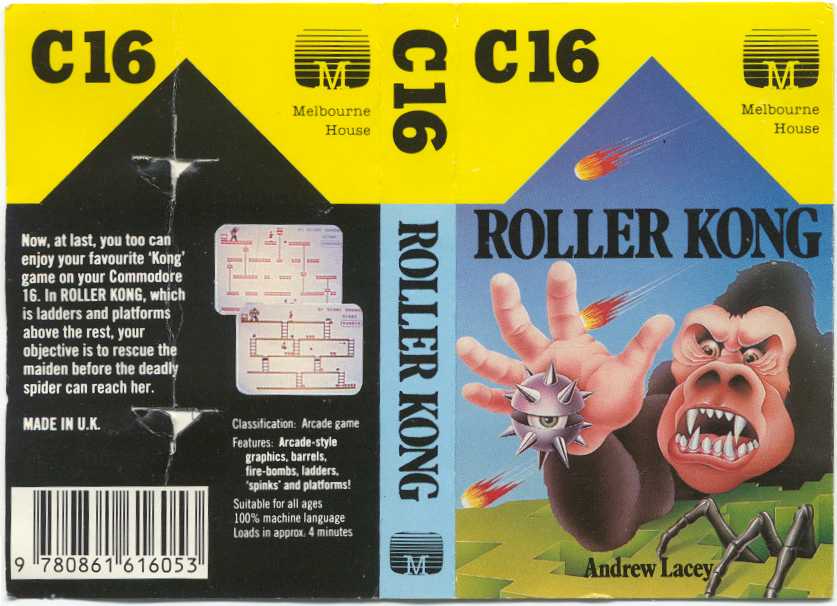 C16
M
Melbourne
House
Now, at last, you too can
enjoy your favourite 'Kong'
game on your Commodore
16. In ROLLER KONG, which
is ladders and platforms
above the rest, your
objective is to rescue the
maiden before the deadly
spider can reach her.
MADE IN U.K.
Classification: Arcade game
Features: Arcade-style
graphics, barrels,
fire-bombs, ladders,
'spinks' and platforms!
Suitable for all ages
100% machine language
Loads in approx. 4 minutes
9 780861 616053
C16
ROLLER KONG
M
C16
M
Melbourne
House
ROLLER KONG
Andrew Lacey